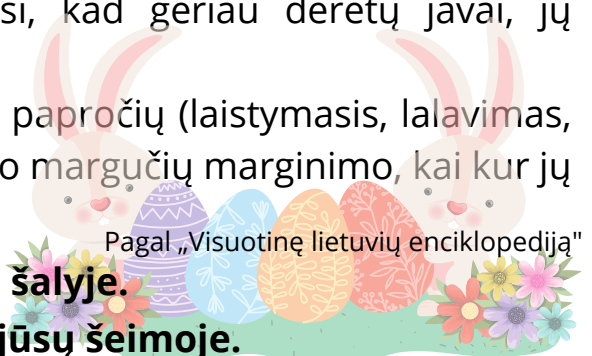 si, kad geriau derėtų javai, jų
papročių (laistymasis, lalavimas,
o margučių marginimo, kai kur jų
Pagal „Visuotinę lietuvių enciklopediją"
šalyje.
jūsų šeimoje.